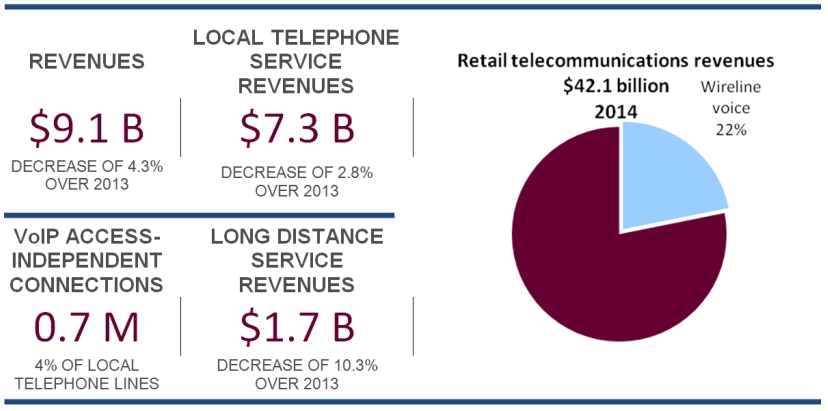 REVENUES
$9.1 B
DECREASE OF 4.3%
OVER 2013
LOCAL TELEPHONE
SERVICE
REVENUES
$7.3 B
DECREASE OF 2.8%
OVER 2013
VoIP ACCESS-
INDEPENDENT
CONNECTIONS
0.7 M
4% OF LOCAL
TELEPHONE LINES
LONG DISTANCE
SERVICE
REVENUES
$1.7 B
DECREASE OF 10.3%
OVER 2013
Retail telecommunications revenues
$42.1 billion
2014
Wireline
voice
22%